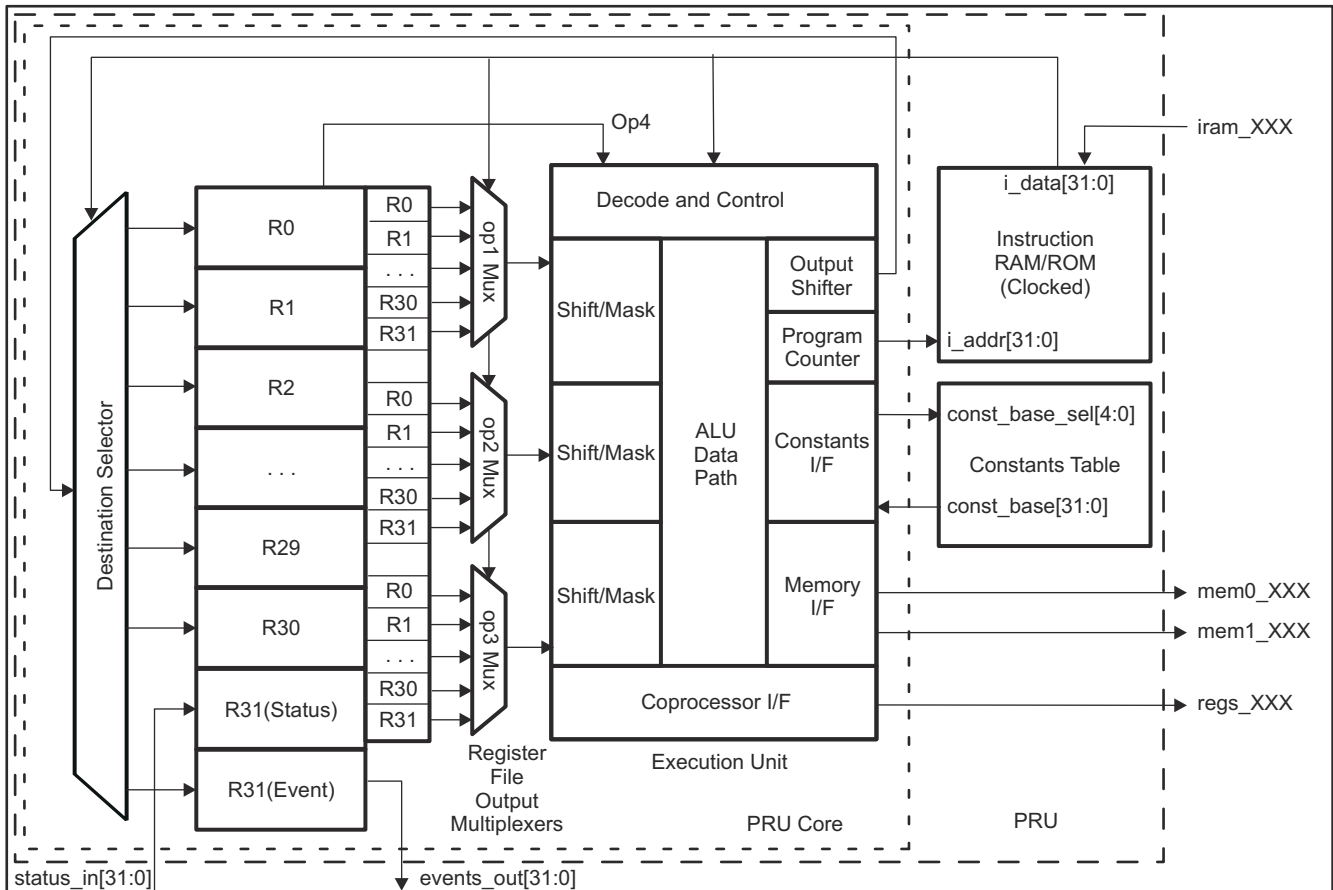 Op4
iram_XXX
Destination Selector
R0
R1
R2
. . .
R29
R30
R31(Status)
R31(Event)
R0
R1
. . .
R30
R31
R0
R1
. . .
R30
R31
R0
R1
. . .
R30
R31
op1 Mux
op2 Mux
op3 Mux
Register
File
Output
Multiplexers
Decode and Control
Shift/Mask
Shift/Mask
Shift/Mask
ALU
Data
Path
Output
Shifter
Program
Counter
Constants
I/F
Memory
I/F
Coprocessor I/F
Execution Unit
PRU Core
i_data[31:0]
Instruction
RAM/ROM
(Clocked)
i_addr[31:0]
const_base_sel[4:0]
Constants Table
const_base[31:0]
PRU
mem0_XXX
mem1_XXX
regs_XXX
status_in[31:0]
events_out[31:0]